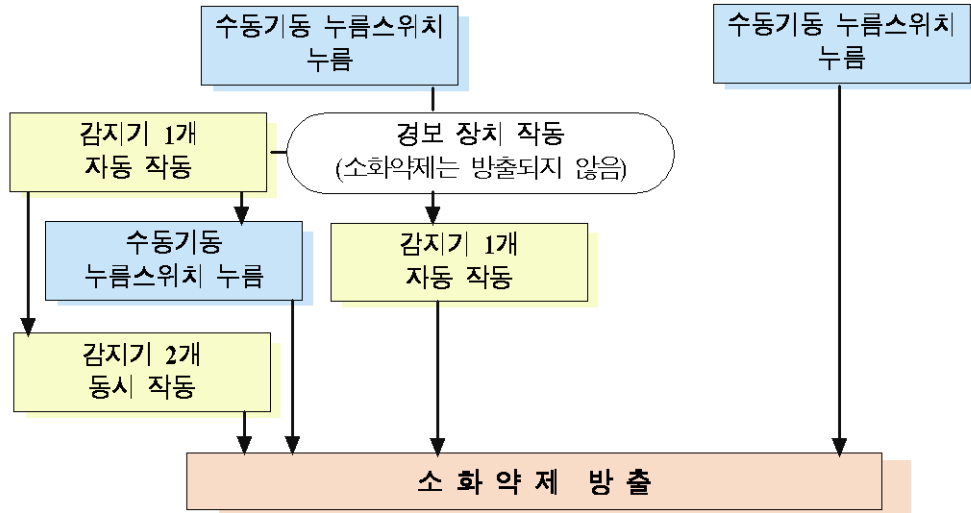 수동기동 누름스위치
누름
수동기동 누름스위치
누름
감지기 1개
자동 작동
경보 장치 작동
(소화약제는 방출되지 않음)
수동기동
누름스위치 누름
감지기 1개
자동 작동
감지기 2개
동시 작동
소 화 약 제 방 출